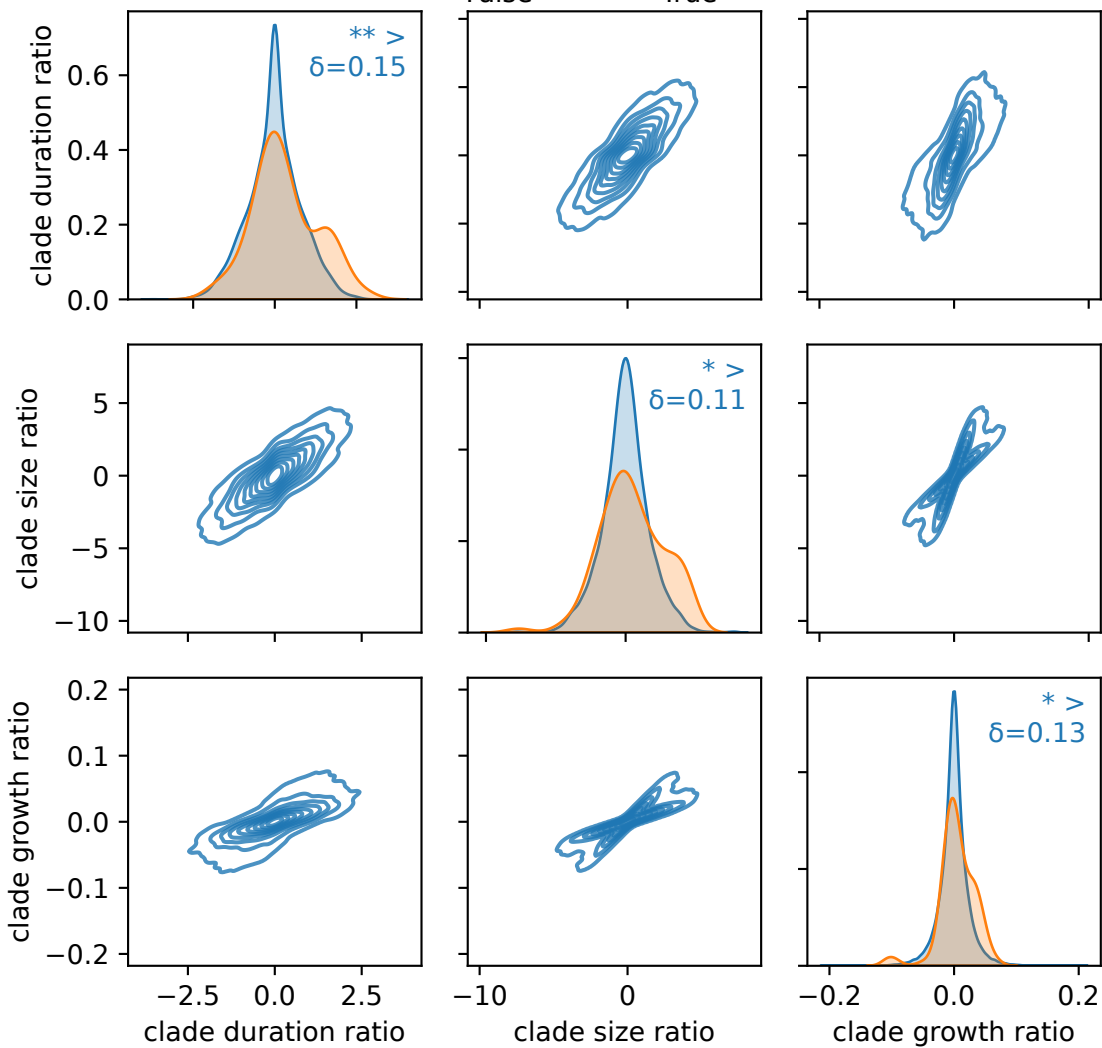 True
clade duration ratio
0.6
0.4
0.2
0.0
** >
δ=0.15
clade size ratio
5
0
−5
−10
* >
δ=0.11
clade growth ratio
0.2
0.1
0.0
−0.1
−0.2
* >
δ=0.13
−2.5 0.0 2.5
−10 0
−0.2 0.0 0.2
clade duration ratio
clade size ratio
clade growth ratio